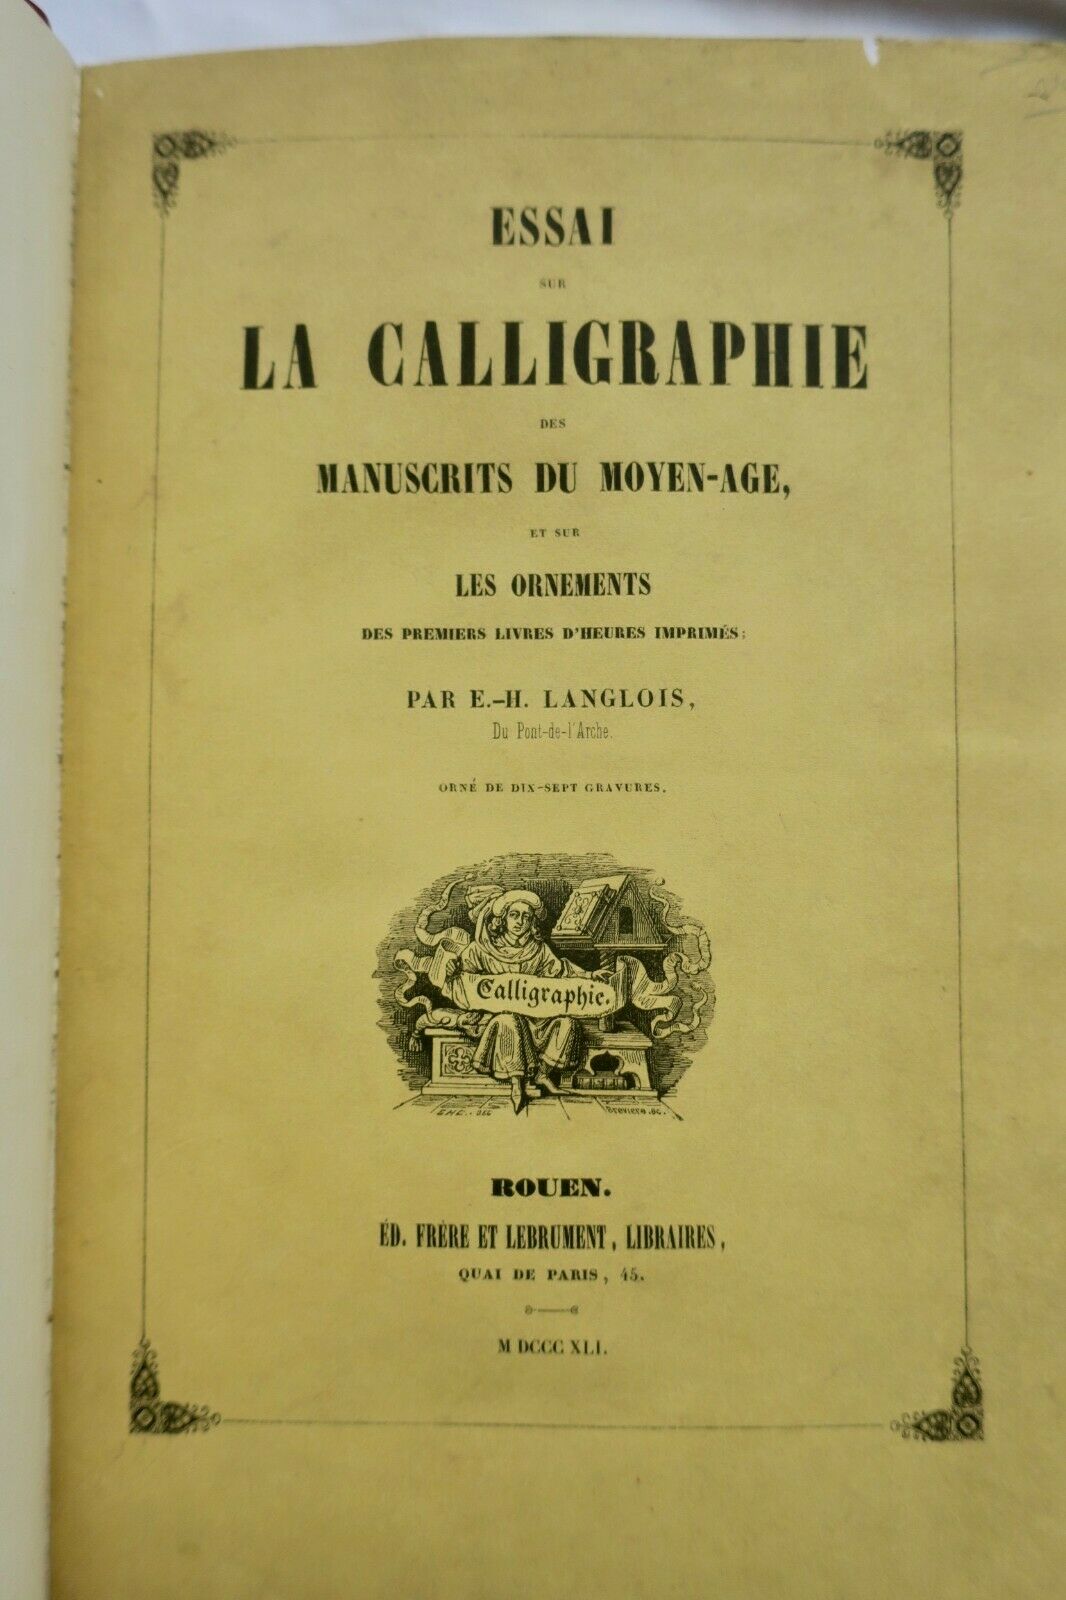 ESSAI
SUR
LA CALLIGRAPHIE
DES
MANUSCRITS DU MOYEN-AGE,
ET SUR
LES ORNEMENTS
DES PREMIERS LIVRES D'HEURES IMPRIMÉS;
PAR E.-H. LANGLOIS,
Du Pont-de-l'Arche.
ORNÉ DE DIX-SEPT GRAVURES.
Calligraphie.
Breviere.sc.
ROUEN.
ÉD. FRÈRE ET LEBRUMENT, LIBRAIRES,
QUAI DE PARIS, 45.
M DCCC XLI.